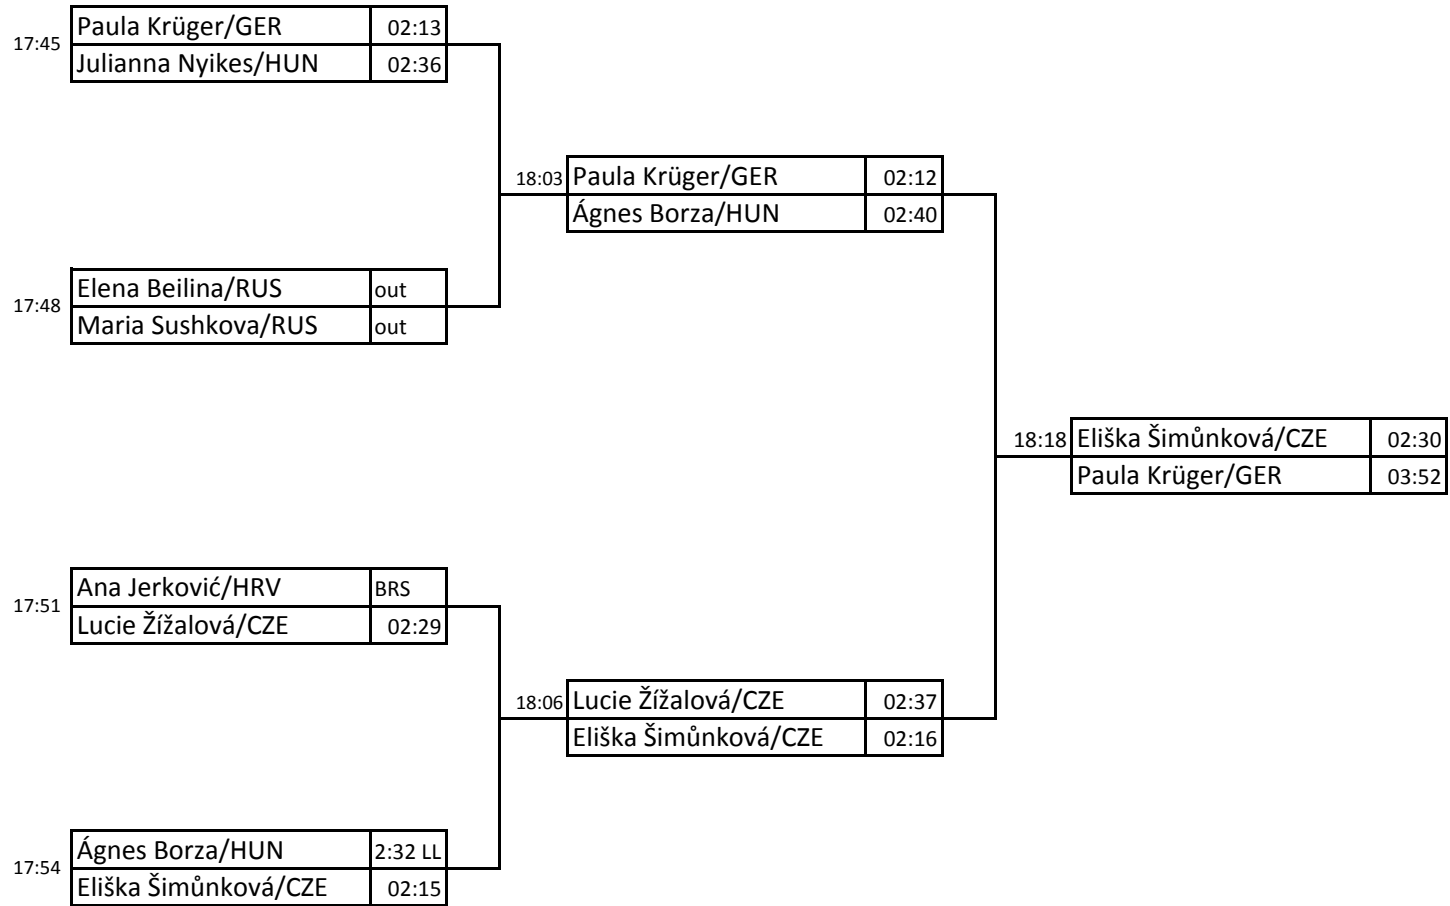 17:45
Paula Krüger/GER 02:13
Julianna Nyikes/HUN 02:36
18:03
Paula Krüger/GER 02:12
Ágnes Borza/HUN 02:40
17:48
Elena Beilina/RUS out
Maria Sushkova/RUS out
18:18
Eliška Šimůnková/CZE 02:30
Paula Krüger/GER 03:52
17:51
Ana Jerković/HRV BRS
Lucie Žížalová/CZE 02:29
18:06
Lucie Žížalová/CZE 02:37
Eliška Šimůnková/CZE 02:16
17:54
Ágnes Borza/HUN 2:32 LL
Eliška Šimůnková/CZE 02:15